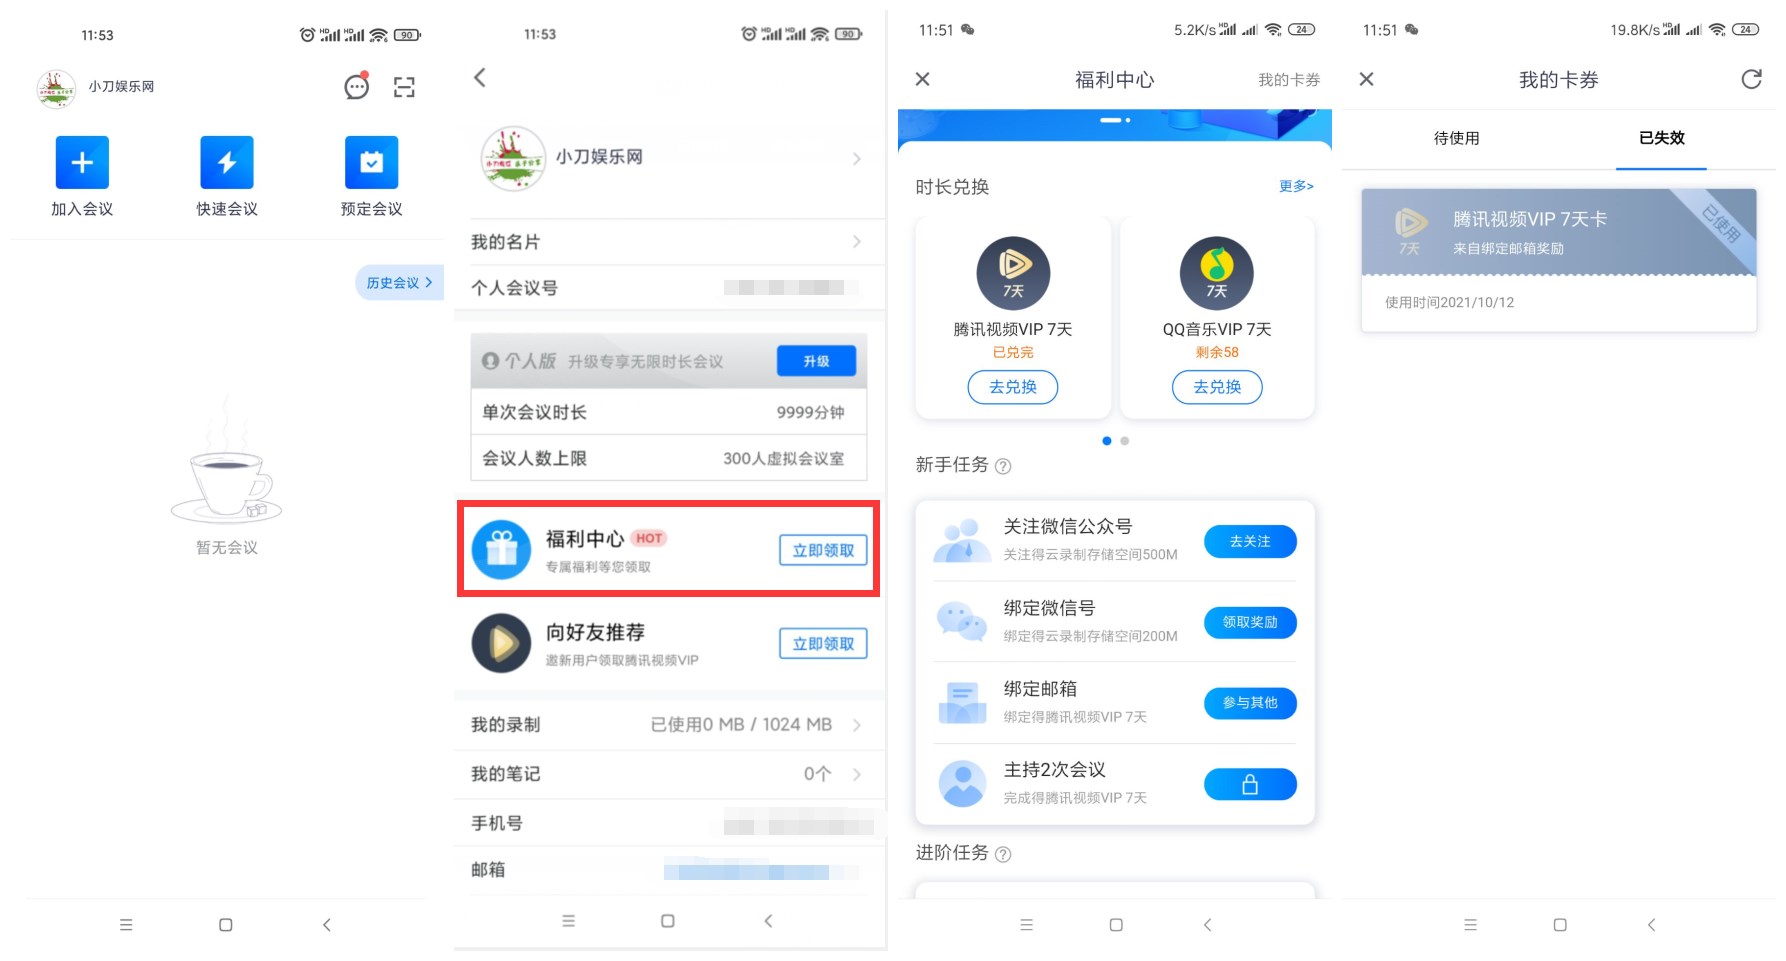 11:53
HD HD 90
小刀娱乐网
加入会议 快速会议 预定会议
历史会议 >
暂无会议
11:53
HD HD 90
小刀娱乐网
我的名片
个人会议号
个人版 升级专享无限时长会议 升级
单次会议时长 9999分钟
会议人数上限 300人虚拟会议室
福利中心 HOT
专属福利等您领取
立即领取
向好友推荐
邀新用户领取腾讯视频VIP
立即领取
我的录制 已使用0 MB / 1024 MB
我的笔记 0个
手机号
邮箱
11:51 5.2K/s HD 24
福利中心 我的卡券
时长兑换 更多>
7天 7天
腾讯视频VIP 7天 QQ音乐VIP 7天
已兑完 剩余58
去兑换 去兑换
新手任务 ?
关注微信公众号
关注得云录制存储空间500M
去关注
绑定微信号
绑定得云录制存储空间200M
领取奖励
绑定邮箱
绑定得腾讯视频VIP 7天
参与其他
主持2次会议
完成得腾讯视频VIP 7天
进阶任务 ?
11:51 19.8K/s HD 24
我的卡券
待使用 已失效
腾讯视频VIP 7天卡
7天 来自绑定邮箱奖励
已使用
使用时间2021/10/12